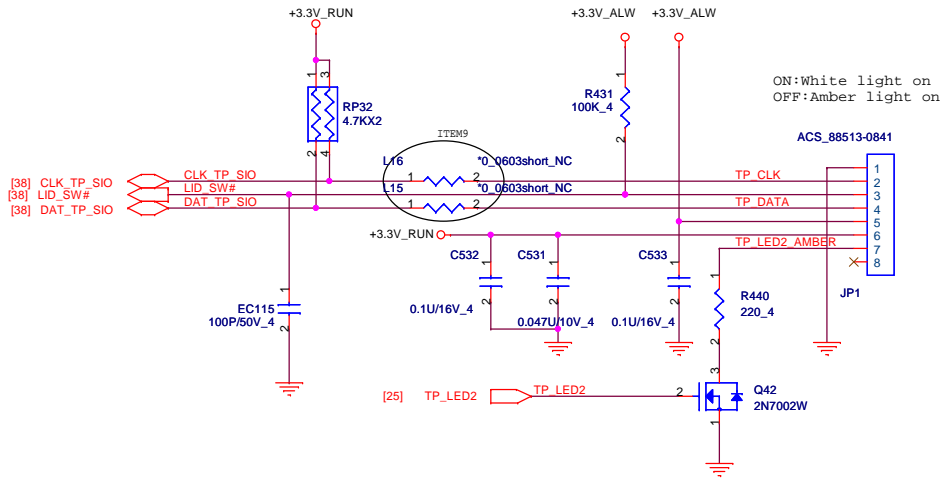 +3.3V_RUN
+3.3V_ALW +3.3V_ALW
ON:White light on
OFF:Amber light on
1
3
RP32
4.7KX2
2
4
1
R431
100K_4
2
ACS_88513-0841
ITEM9
L16
*0_0603short_NC
1
2
L15
*0_0603short_NC
1
2
[38] CLK_TP_SIO
[38] LID_SW#
[38] DAT_TP_SIO
CLK_TP_SIO
LID_SW#
DAT_TP_SIO
TP_CLK
TP_DATA
TP_LED2_AMBER
1
2
3
4
5
6
7
8
JP1
+3.3V_RUN
C532
1
2
0.1U/16V_4
C531
1
2
0.047U/10V_4
C533
1
2
0.1U/16V_4
1
EC115
100P/50V_4
2
1
R440
220_4
2
[25] TP_LED2
TP_LED2
3
2
1
Q42
2N7002W